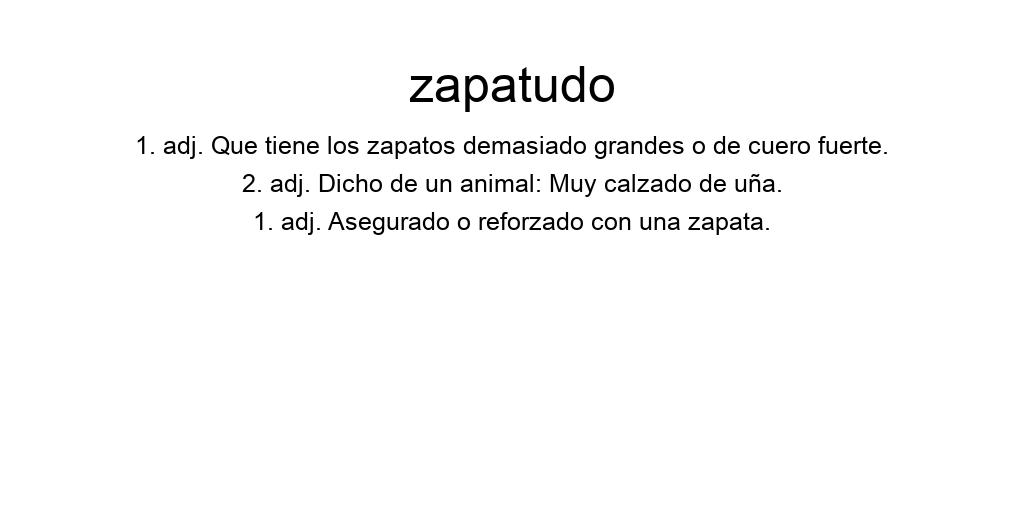 zapatudo
1. adj. Que tiene los zapatos demasiado grandes o de cuero fuerte.
2. adj. Dicho de un animal: Muy calzado de uña.
1. adj. Asegurado o reforzado con una zapata.